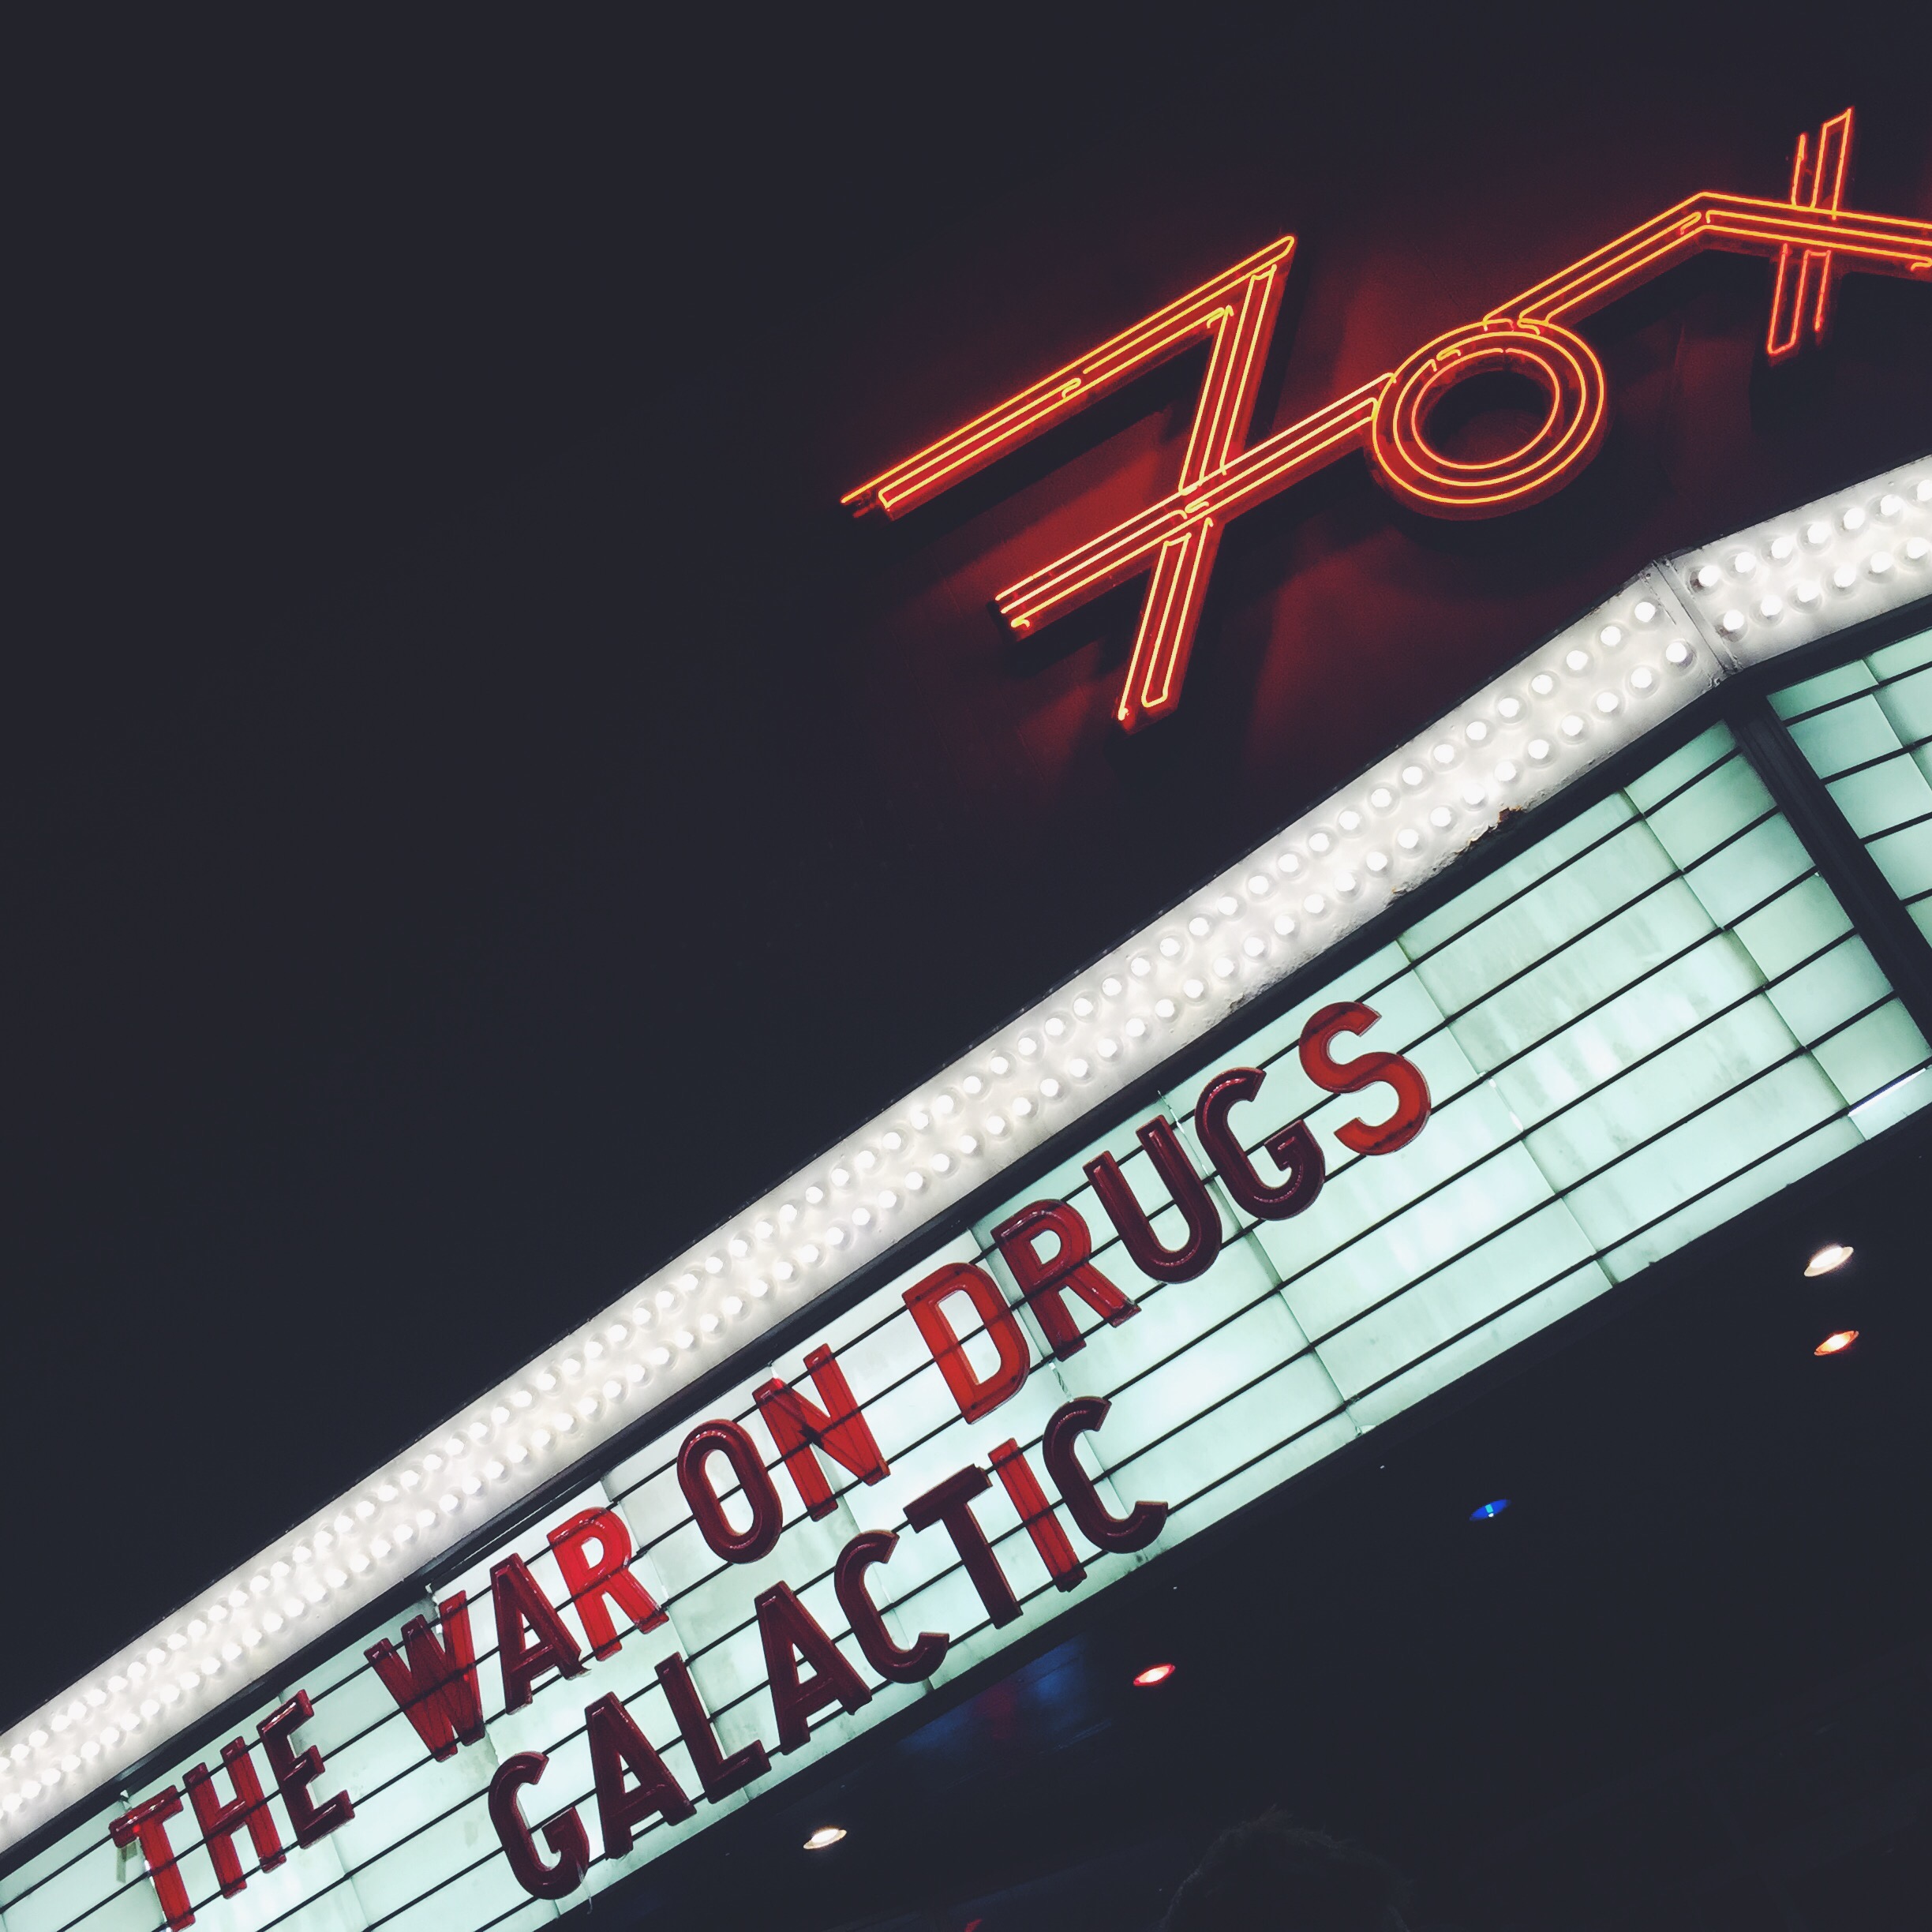 Fox
THE WAR ON DRUGS
GALACTIC